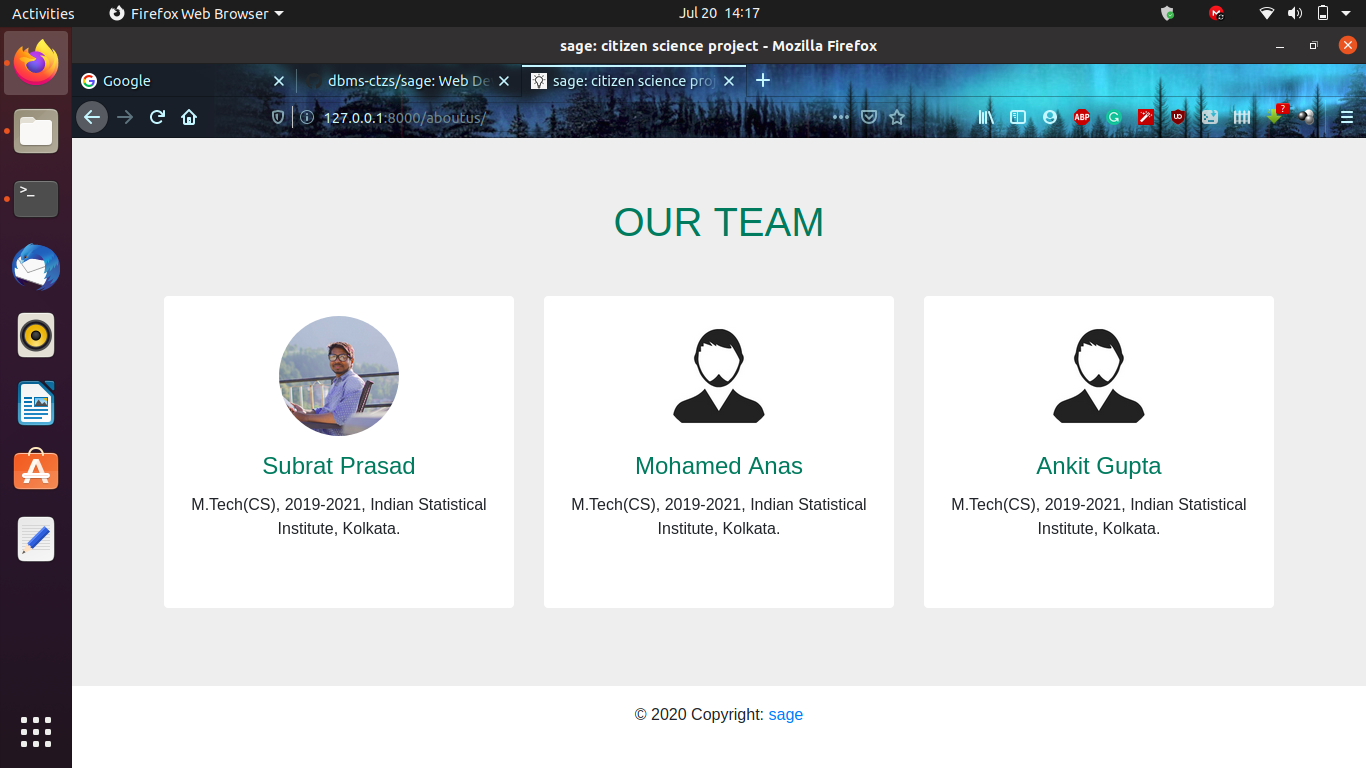 Activities
Firefox Web Browser
Jul 20 14:17
sage: citizen science project - Mozilla Firefox
Google
dbms-ctzs/sage: Web De
sage: citizen science pro
127.0.0.1:8000/aboutus/
ABP
?
OUR TEAM
Subrat Prasad
M.Tech(CS), 2019-2021, Indian Statistical
Institute, Kolkata.
Mohamed Anas
M.Tech(CS), 2019-2021, Indian Statistical
Institute, Kolkata.
Ankit Gupta
M.Tech(CS), 2019-2021, Indian Statistical
Institute, Kolkata.
© 2020 Copyright: sage